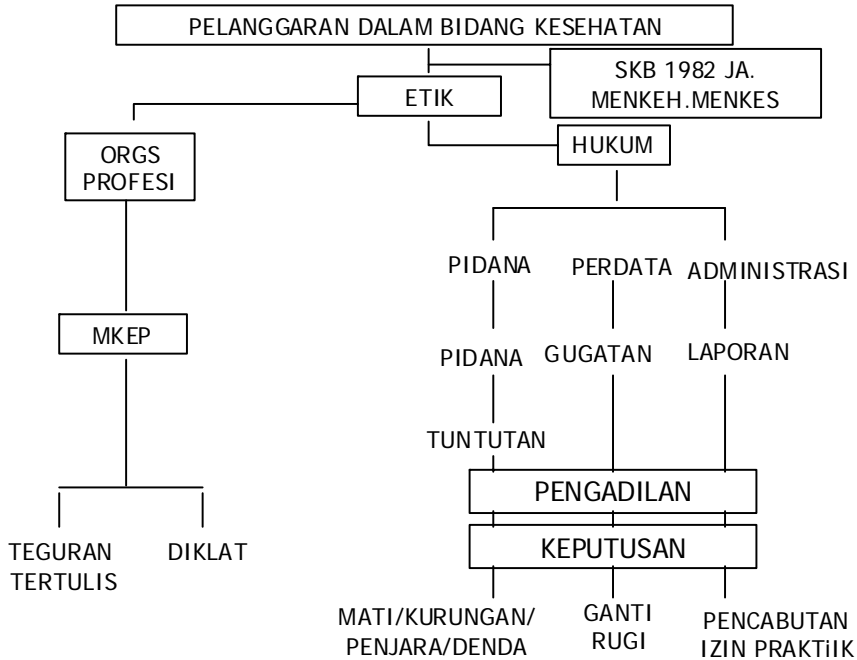 PELANGGARAN DALAM BIDANG KESEHATAN
SKB 1982 JA.
MENKEH.MENKES
ETIK
HUKUM
ORGS
PROFESI
PIDANA
PERDATA
ADMINISTRASI
MKEP
PIDANA
GUGATAN
LAPORAN
TUNTUTAN
PENGADILAN
KEPUTUSAN
TEGURAN
TERTULIS
DIKLAT
MATI/KURUNGAN/
PENJARA/DENDA
GANTI
RUGI
PENCABUTAN
IZIN PRAKTiIK